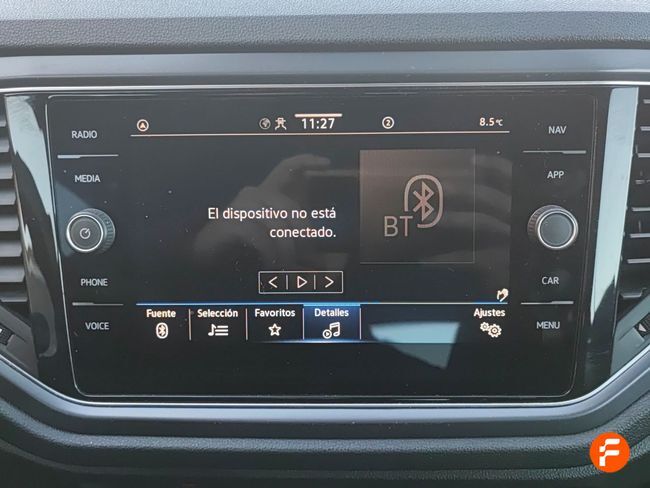 RADIO
MEDIA
PHONE
VOICE
11:27
2
8.5°C
El dispositivo no está
conectado.
BT
Fuente
Selección
Favoritos
Detalles
Ajustes
NAV
APP
CAR
MENU